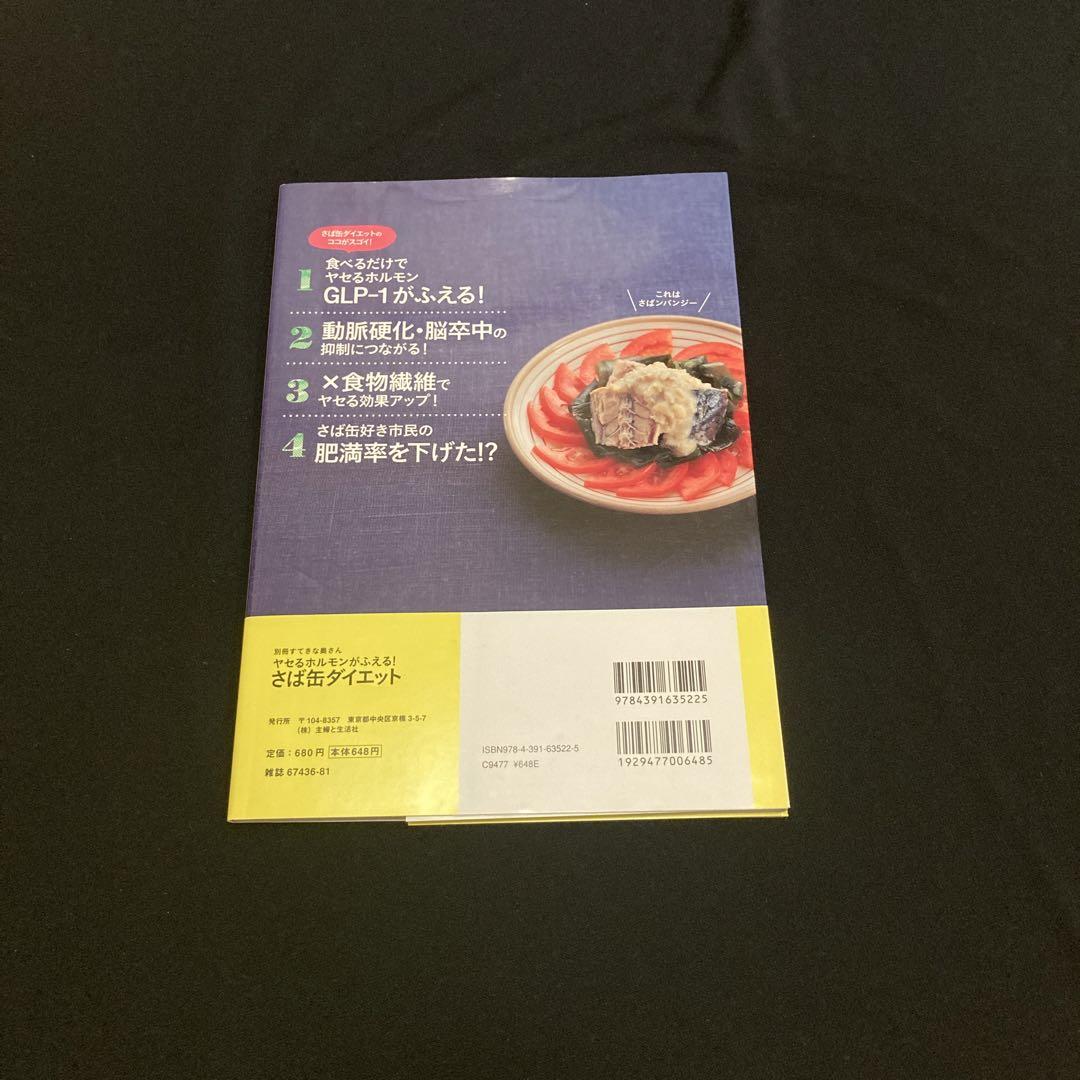 さば缶ダイエットの
ココがスゴイ!
1 食べるだけで
ヤセるホルモン
GLP-1がふえる!
2 動脈硬化・脳卒中の
抑制につながる!
3 ×食物繊維で
ヤセる効果アップ!
4 さば缶好き市民の
肥満率を下げた!?
これは
さばンバンジー
別冊すてきな奥さん
ヤセるホルモンがふえる!
さば缶ダイエット
発行所 〒104-8357 東京都中央区京橋3-5-7
(株)主婦と生活社
定価:680円 本体648円
雑誌 67436-81
9784391635225
ISBN978-4-391-63522-5
C9477 ¥648E
1929477006485